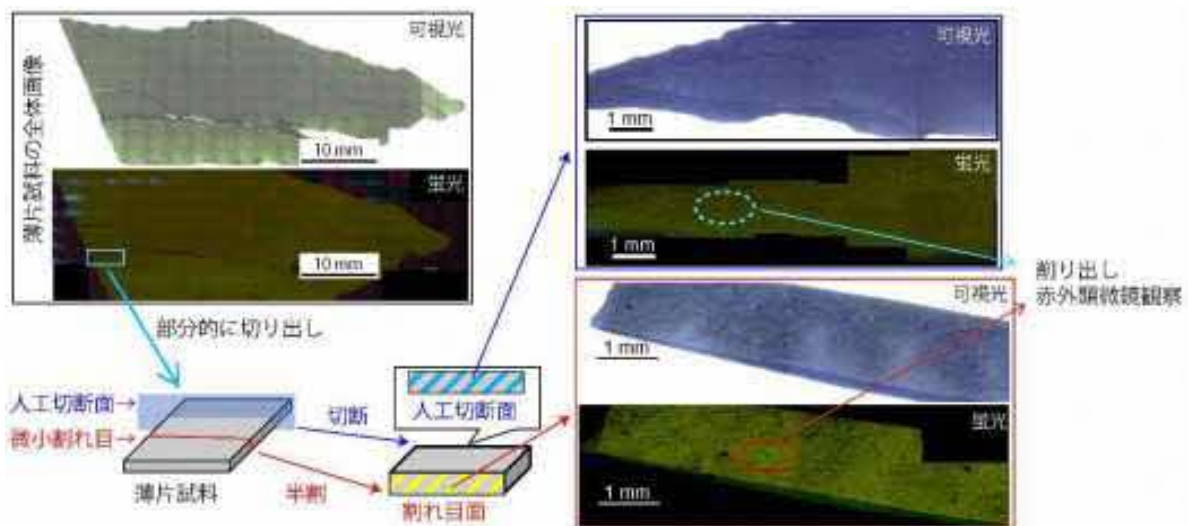 薄片試料の全体画像
可視光
10 mm
蛍光
10 mm
部分的に切り出し
人工切断面→
微小割れ目→
薄片試料
切断
半割
人工切断面
割れ目面
可視光
1 mm
蛍光
1 mm
可視光
1 mm
蛍光
1 mm
削り出し
赤外顕微鏡観察